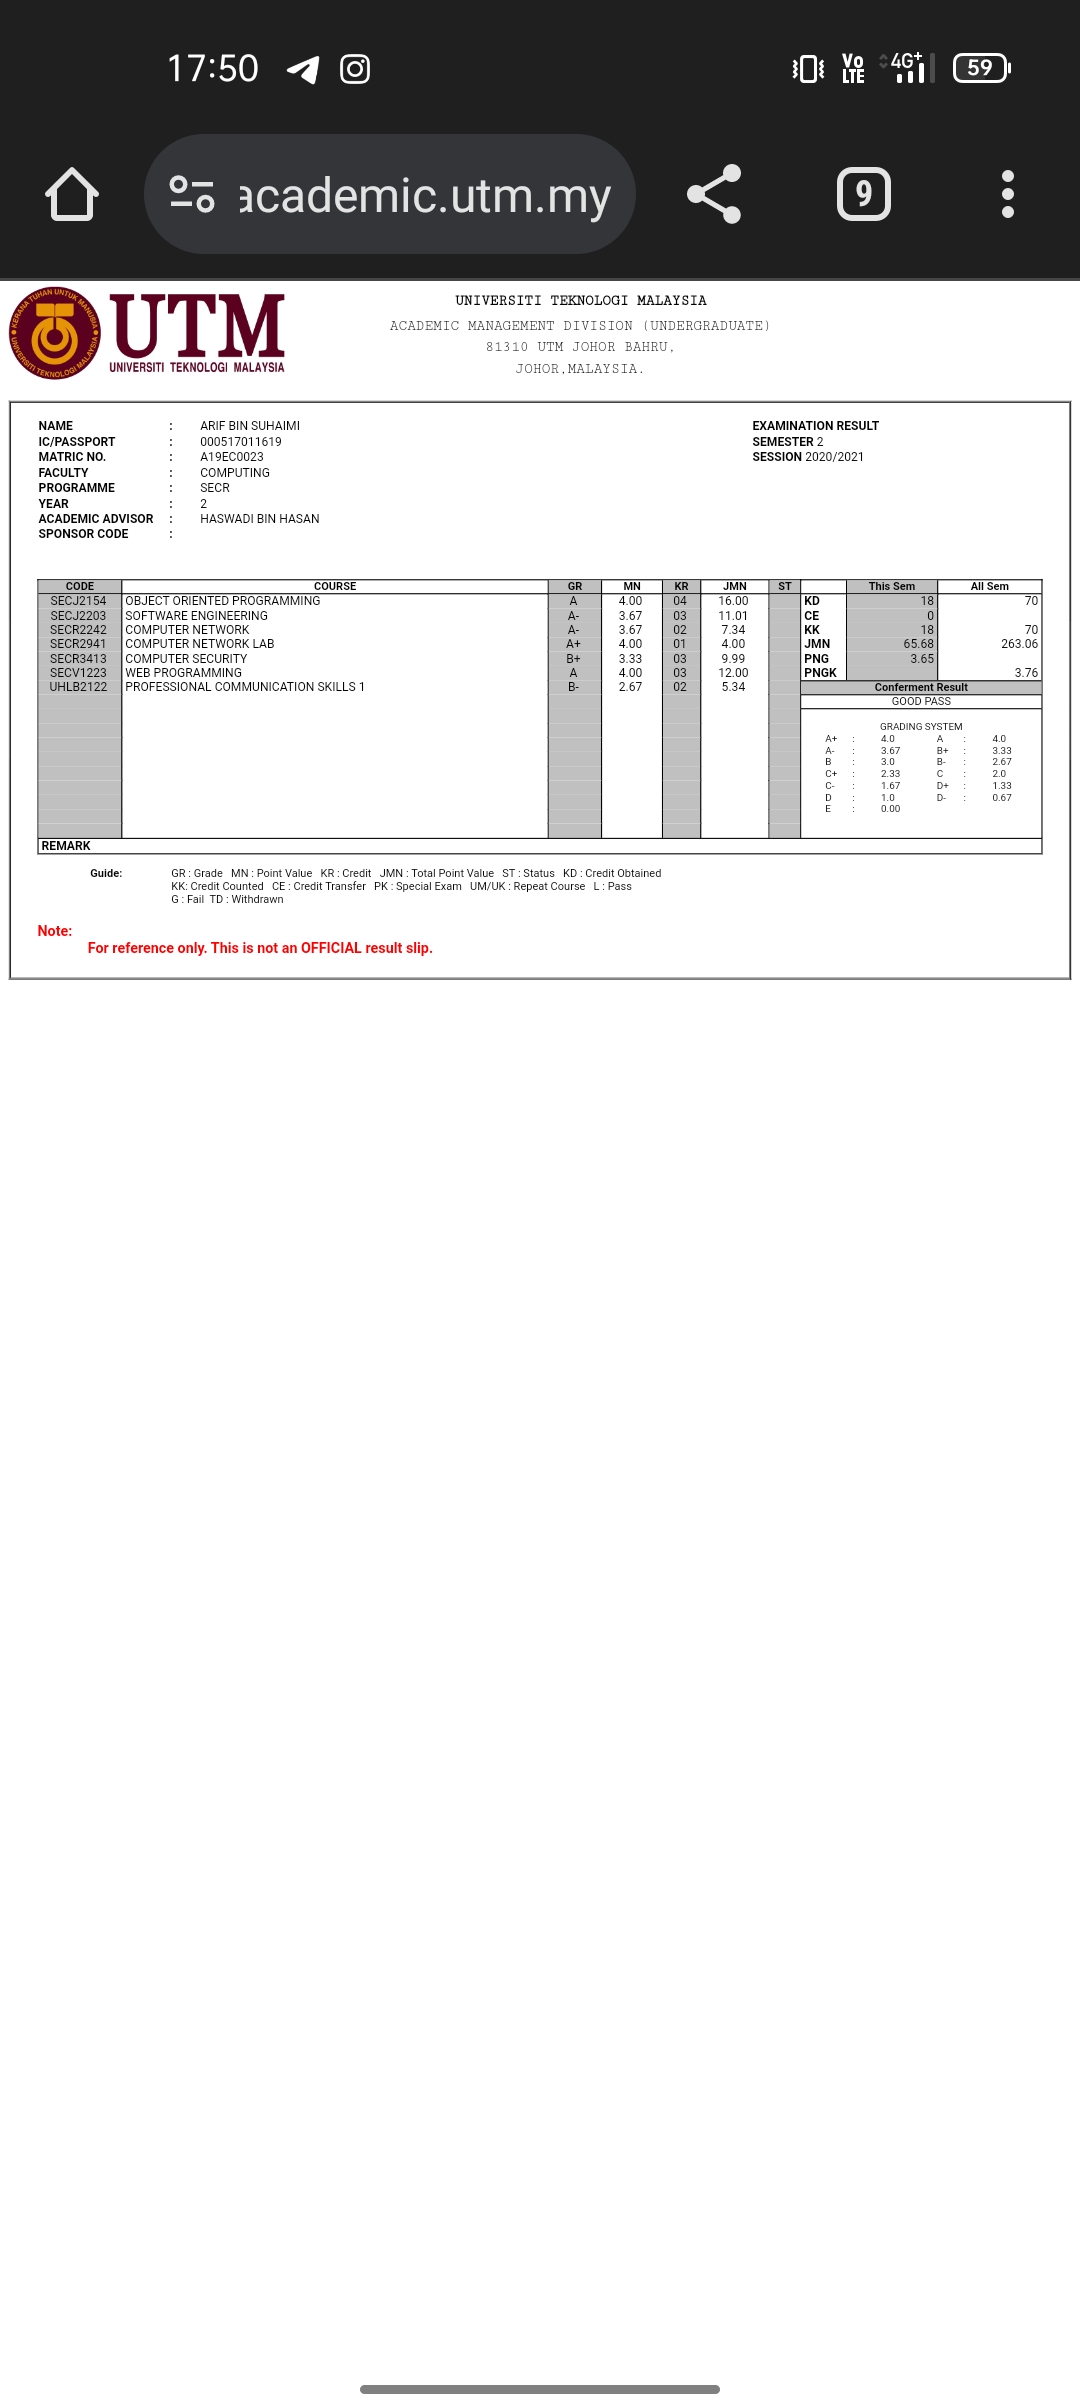 17:50
Vo LTE 4G+ 59
academic.utm.my 9
UTM
UNIVERSITI TEKNOLOGI MALAYSIA
KERANA TUHAN UNTUK MANUSIA
UNIVERSITI TEKNOLOGI MALAYSIA
UNIVERSITI TEKNOLOGI MALAYSIA
ACADEMIC MANAGEMENT DIVISION (UNDERGRADUATE)
81310 UTM JOHOR BAHRU,
JOHOR,MALAYSIA.
NAME : ARIF BIN SUHAIMI
IC/PASSPORT : 000517011619
MATRIC NO. : A19EC0023
FACULTY : COMPUTING
PROGRAMME : SECR
YEAR : 2
ACADEMIC ADVISOR : HASWADI BIN HASAN
SPONSOR CODE :
EXAMINATION RESULT
SEMESTER 2
SESSION 2020/2021
CODE COURSE GR MN KR JMN ST
SECJ2154 OBJECT ORIENTED PROGRAMMING A 4.00 04 16.00
SECJ2203 SOFTWARE ENGINEERING A- 3.67 03 11.01
SECR2242 COMPUTER NETWORK A- 3.67 02 7.34
SECR2941 COMPUTER NETWORK LAB A+ 4.00 01 4.00
SECR3413 COMPUTER SECURITY B+ 3.33 03 9.99
SECV1223 WEB PROGRAMMING A 4.00 03 12.00
UHLB2122 PROFESSIONAL COMMUNICATION SKILLS 1 B- 2.67 02 5.34
This Sem All Sem
KD 18 70
CE 0
KK 18 70
JMN 65.68 263.06
PNG 3.65
PNGK 3.76
Conferment Result
GOOD PASS
GRADING SYSTEM
A+ : 4.0 A : 4.0
A- : 3.67 B+ : 3.33
B : 3.0 B- : 2.67
C+ : 2.33 C : 2.0
C- : 1.67 D+ : 1.33
D : 1.0 D- : 0.67
E : 0.00
REMARK
Guide: GR : Grade MN : Point Value KR : Credit JMN : Total Point Value ST : Status KD : Credit Obtained
KK: Credit Counted CE : Credit Transfer PK : Special Exam UM/UK : Repeat Course L : Pass
G : Fail TD : Withdrawn
Note:
For reference only. This is not an OFFICIAL result slip.